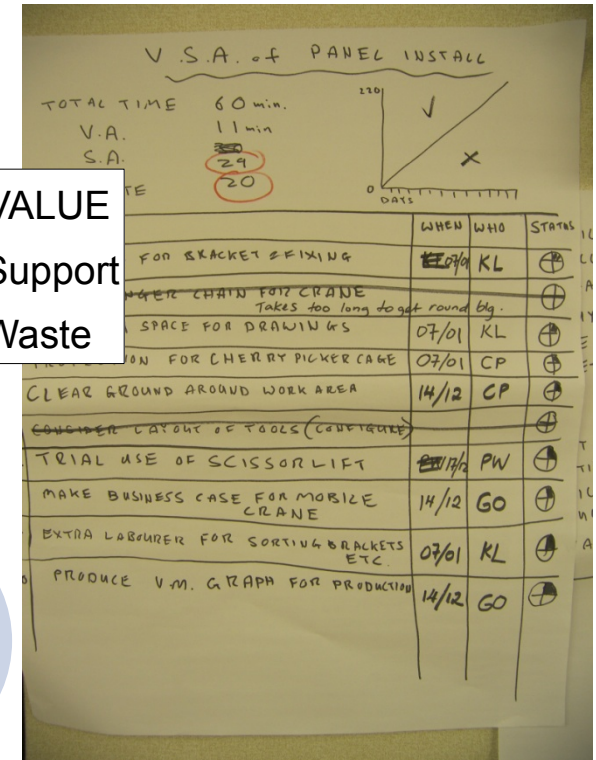 V.S.A. of PANEL INSTALL
TOTAL TIME 60 min.
V.A. 11 min
S.A. 29
TE 20
220
✓
X
0
DAYS
VALUE
Support
Waste
WHEN WHO STATUS
FOR BRACKET & FIXING 07/01 KL
NGER CHAIN FOR CRANE
Takes too long to get round blg.
SPACE FOR DRAWINGS 07/01 KL
PROTECTION FOR CHERRY PICKER CAGE 07/01 CP
CLEAR GROUND AROUND WORK AREA 14/12 CP
CONSIDER LAYOUT OF TOOLS (CONFIGURE)
TRIAL USE OF SCISSOR LIFT 17/12 PW
MAKE BUSINESS CASE FOR MOBILE CRANE 14/12 GO
EXTRA LABOURER FOR SORTING BRACKETS ETC. 07/01 KL
PRODUCE V.M. GRAPH FOR PRODUCTION 14/12 GO